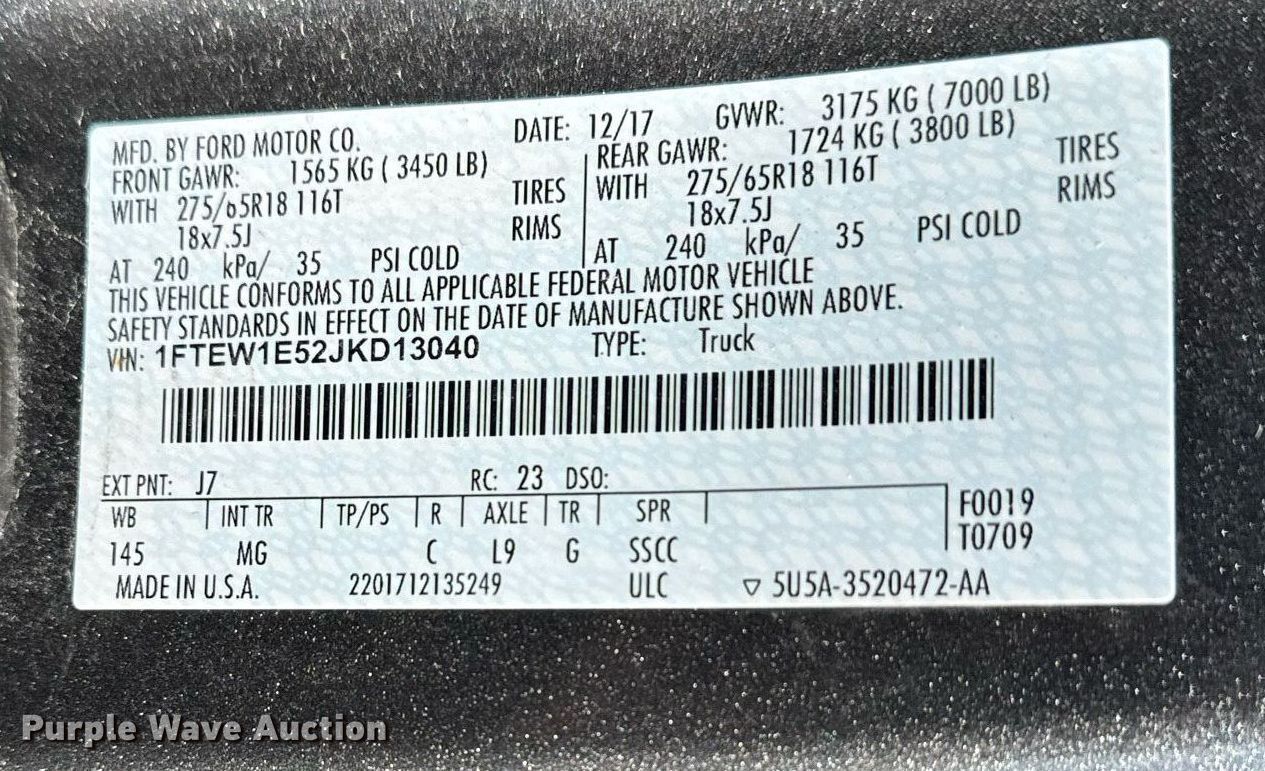 MFD. BY FORD MOTOR CO. DATE: 12/17 GVWR: 3175 KG ( 7000 LB)
FRONT GAWR: 1565 KG ( 3450 LB) REAR GAWR: 1724 KG ( 3800 LB)
WITH 275/65R18 116T TIRES WITH 275/65R18 116T TIRES
18x7.5J RIMS 18x7.5J RIMS
AT 240 kPa/ 35 PSI COLD AT 240 kPa/ 35 PSI COLD
THIS VEHICLE CONFORMS TO ALL APPLICABLE FEDERAL MOTOR VEHICLE
SAFETY STANDARDS IN EFFECT ON THE DATE OF MANUFACTURE SHOWN ABOVE.
VIN: 1FTEW1E52JKD13040 TYPE: Truck
EXT PNT: J7 RC: 23 DSO:
WB INT TR TP/PS R AXLE TR SPR F0019
145 MG C L9 G SSCC T0709
MADE IN U.S.A. 2201712135249 ULC ▽ 5U5A-3520472-AA
Purple Wave Auction